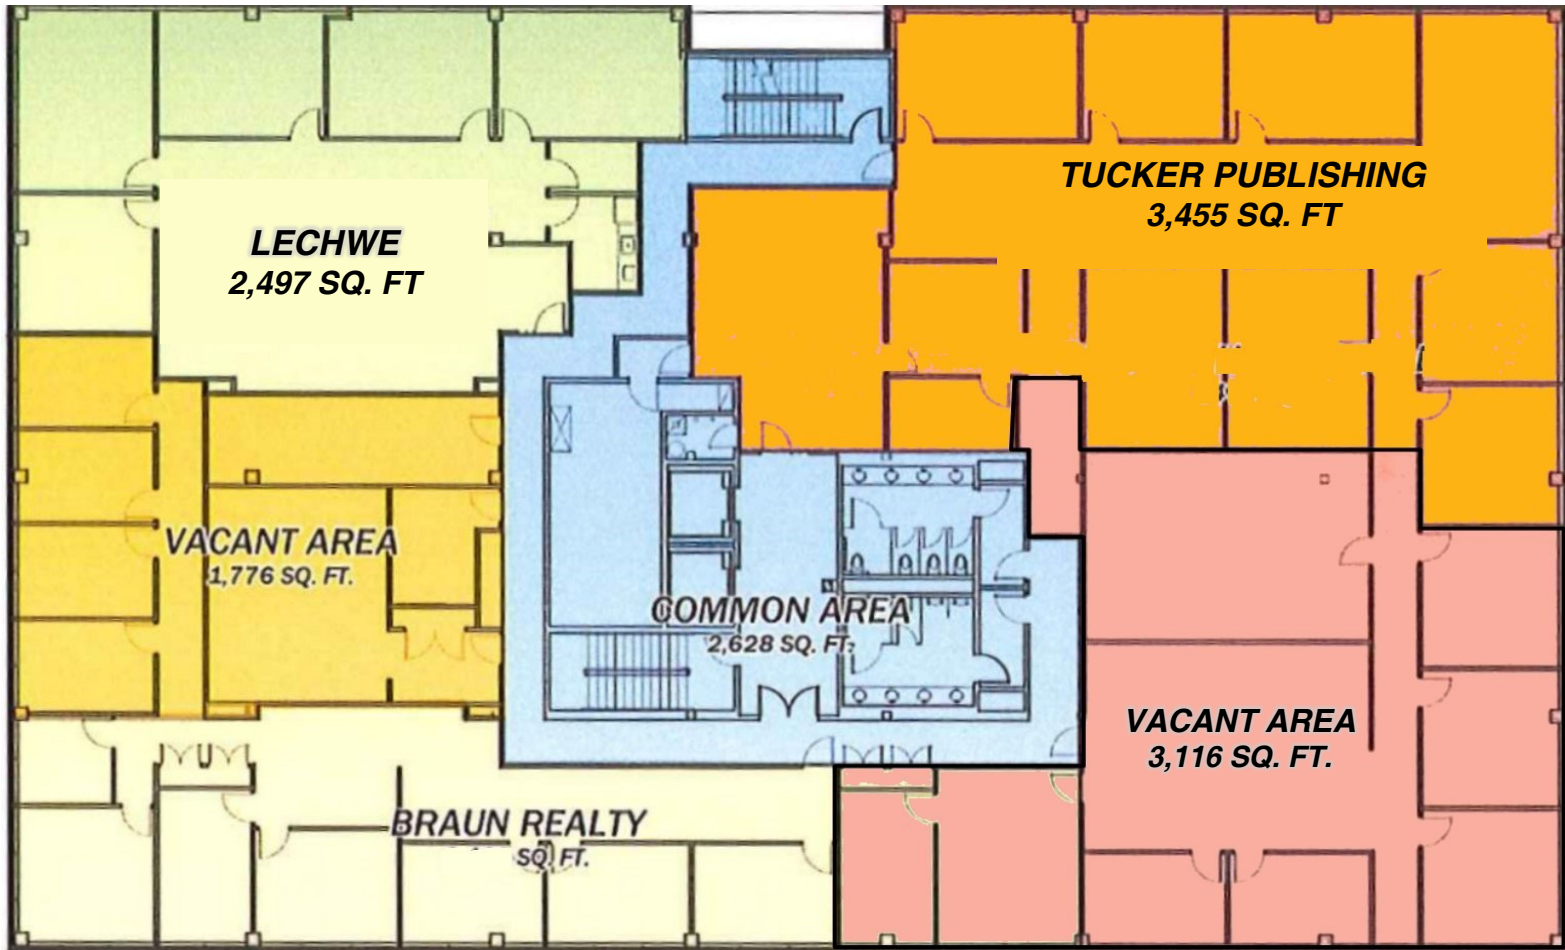 LECHWE
2,497 SQ. FT
TUCKER PUBLISHING
3,455 SQ. FT
VACANT AREA
1,776 SQ. FT.
COMMON AREA
2,628 SQ. FT.
VACANT AREA
3,116 SQ. FT.
BRAUN REALTY
SQ. FT.